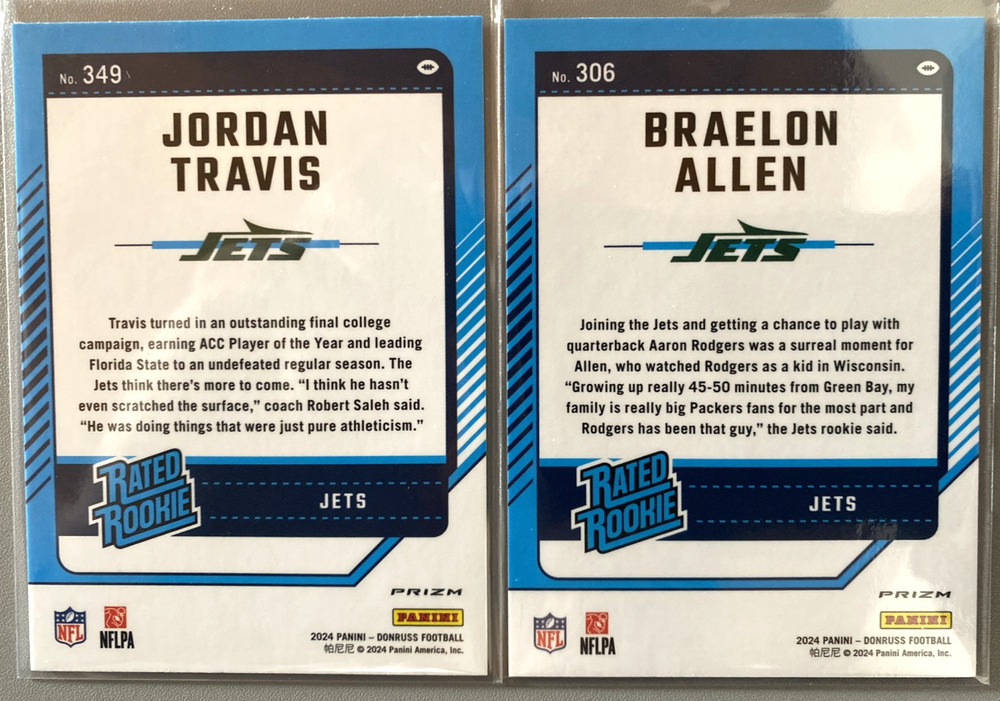 No. 349
JORDAN
TRAVIS
JETS
Travis turned in an outstanding final college
campaign, earning ACC Player of the Year and leading
Florida State to an undefeated regular season. The
Jets think there's more to come. “I think he hasn't
even scratched the surface,” coach Robert Saleh said.
“He was doing things that were just pure athleticism.”
RATED
ROOKIE
JETS
PRIZM
NFL
NFLPA
PANINI
2024 PANINI – DONRUSS FOOTBALL
帕尼尼 © 2024 Panini America, Inc.
No. 306
BRAELON
ALLEN
JETS
Joining the Jets and getting a chance to play with
quarterback Aaron Rodgers was a surreal moment for
Allen, who watched Rodgers as a kid in Wisconsin.
“Growing up really 45-50 minutes from Green Bay, my
family is really big Packers fans for the most part and
Rodgers has been that guy,” the Jets rookie said.
RATED
ROOKIE
JETS
PRIZM
NFL
NFLPA
PANINI
2024 PANINI – DONRUSS FOOTBALL
帕尼尼 © 2024 Panini America, Inc.